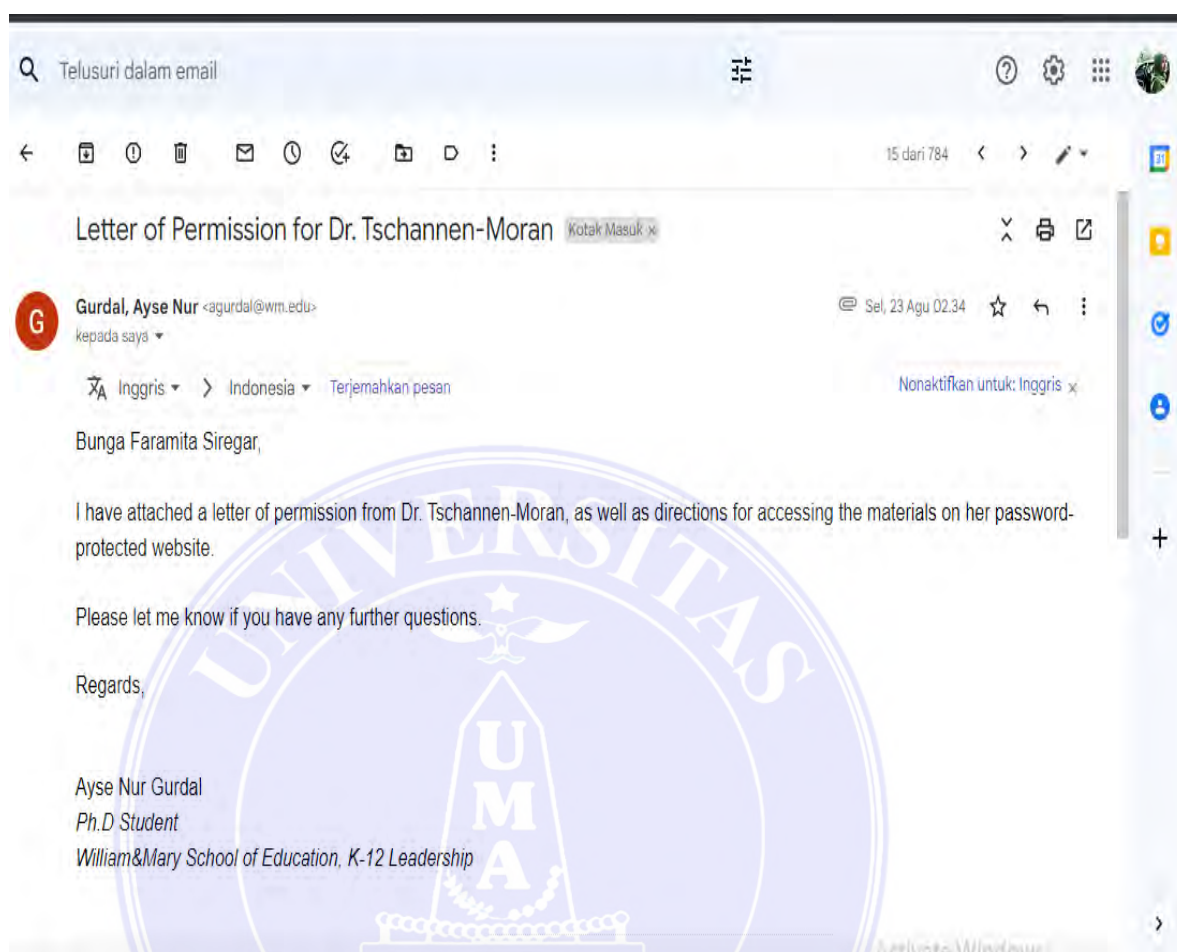 Telusuri dalam email
15 dari 784
31
Letter of Permission for Dr. Tschannen-Moran Kotak Masuk x
G
Gurdal, Ayse Nur <agurdal@wm.edu>
Sel, 23 Agu 02.34
kepada saya
Inggris > Indonesia Terjemahkan pesan
Nonaktifkan untuk: Inggris x
Bunga Faramita Siregar,
I have attached a letter of permission from Dr. Tschannen-Moran, as well as directions for accessing the materials on her password-
protected website.
Please let me know if you have any further questions.
Regards,
Ayse Nur Gurdal
Ph.D Student
William&Mary School of Education, K-12 Leadership
UNIVERSITAS
UMA
Activate Windows